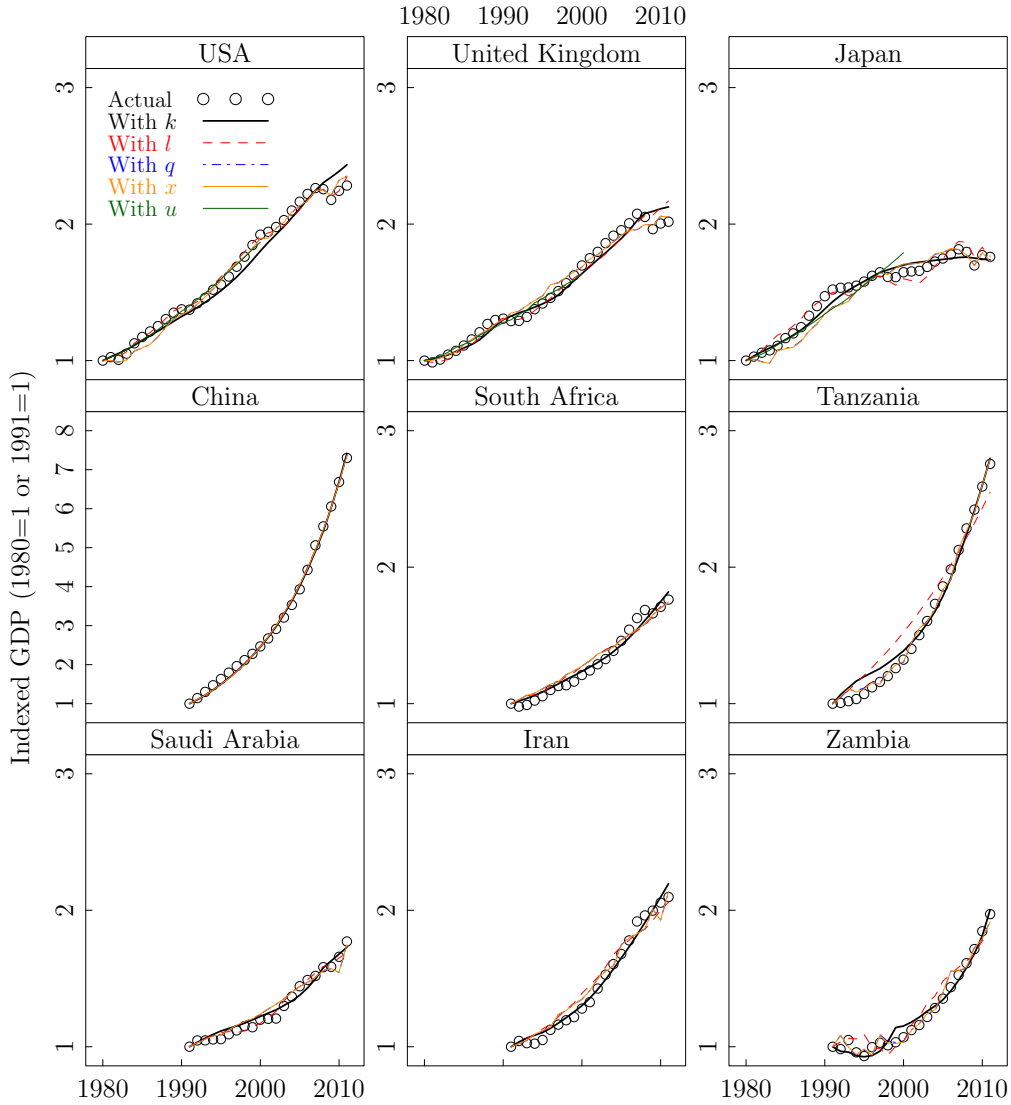 1980 1990 2000 2010
USA United Kingdom Japan
Actual
With k
With l
With q
With x
With u
1 2 3
1 2 3
1 2 3
Indexed GDP (1980=1 or 1991=1)
China South Africa Tanzania
1 2 3 4 5 6 7 8
1 2 3
1 2 3
Saudi Arabia Iran Zambia
1 2 3
1 2 3
1 2 3
1980 1990 2000 2010
1980 1990 2000 2010